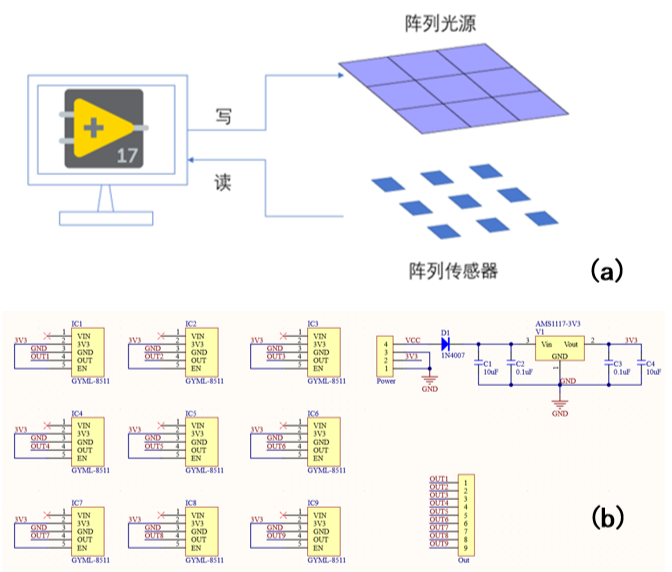 阵列光源
写
17
读
阵列传感器
(a)
IC1
1
VIN
3V3
2
3V3
GND
3
GND
OUT1
4
OUT
5
EN
GYML-8511
IC2
1
VIN
3V3
2
3V3
GND
3
GND
OUT2
4
OUT
5
EN
GYML-8511
IC3
1
VIN
3V3
2
3V3
GND
3
GND
OUT3
4
OUT
5
EN
GYML-8511
Power
4
3
2
1
VCC
3V3
GND
D1
1N4007
C1
10uF
C2
0.1uF
AMS1117-3V3
V1
3
Vin
Vout
2
GND
1
GND
GND
3V3
C3
0.1uF
C4
10uF
IC4
1
VIN
3V3
2
3V3
GND
3
GND
OUT4
4
OUT
5
EN
GYML-8511
IC5
1
VIN
3V3
2
3V3
GND
3
GND
OUT5
4
OUT
5
EN
GYML-8511
IC6
1
VIN
3V3
2
3V3
GND
3
GND
OUT6
4
OUT
5
EN
GYML-8511
IC7
1
VIN
3V3
2
3V3
GND
3
GND
OUT7
4
OUT
5
EN
GYML-8511
IC8
1
VIN
3V3
2
3V3
GND
3
GND
OUT8
4
OUT
5
EN
GYML-8511
IC9
1
VIN
3V3
2
3V3
GND
3
GND
OUT9
4
OUT
5
EN
GYML-8511
OUT1 1
OUT2 2
OUT3 3
OUT4 4
OUT5 5
OUT6 6
OUT7 7
OUT8 8
OUT9 9
Out
(b)